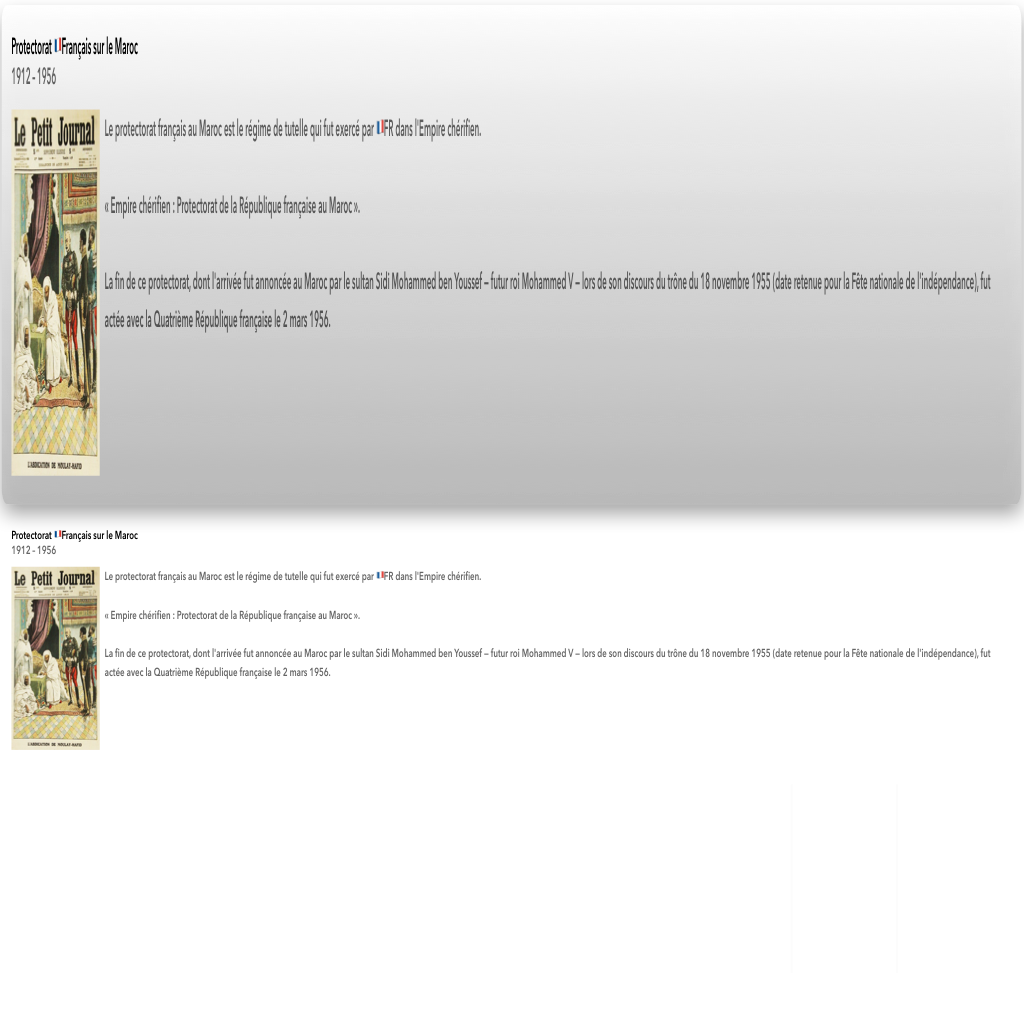 Protectorat 🇫🇷Français sur le Maroc
1912 - 1956
Le Petit Journal
Le protectorat français au Maroc est le régime de tutelle qui fut exercé par 🇫🇷FR dans l'Empire chérifien.
« Empire chérifien : Protectorat de la République française au Maroc ».
La fin de ce protectorat, dont l'arrivée fut annoncée au Maroc par le sultan Sidi Mohammed ben Youssef – futur roi Mohammed V – lors de son discours du trône du 18 novembre 1955 (date retenue pour la Fête nationale de l'indépendance), fut
actée avec la Quatrième République française le 2 mars 1956.
L'ABDICATION DE MOULAY-HAFID
Protectorat 🇫🇷Français sur le Maroc
1912 - 1956
Le Petit Journal
Le protectorat français au Maroc est le régime de tutelle qui fut exercé par 🇫🇷FR dans l'Empire chérifien.
« Empire chérifien : Protectorat de la République française au Maroc ».
La fin de ce protectorat, dont l'arrivée fut annoncée au Maroc par le sultan Sidi Mohammed ben Youssef – futur roi Mohammed V – lors de son discours du trône du 18 novembre 1955 (date retenue pour la Fête nationale de l'indépendance), fut
actée avec la Quatrième République française le 2 mars 1956.
L'ABDICATION DE MOULAY-HAFID